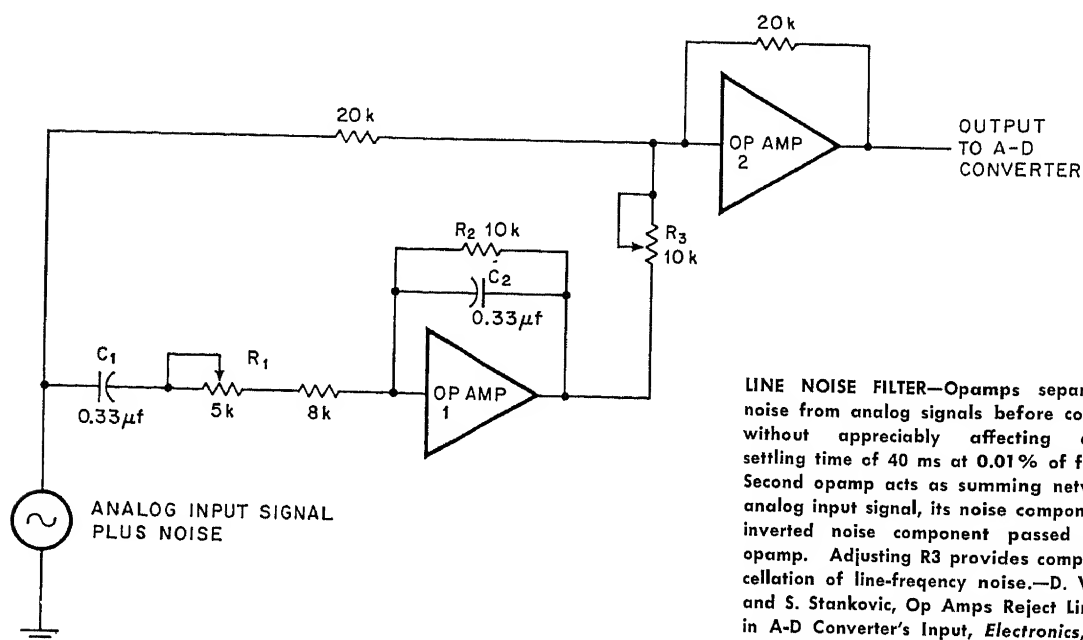 20k
20k
OP AMP
2
OUTPUT
TO A-D
CONVERTER
R2 10k
C2
0.33μf
R3
10k
C1
0.33μf
R1
5k
8k
OP AMP
1
ANALOG INPUT SIGNAL
PLUS NOISE
LINE NOISE FILTER—Opamps separ
noise from analog signals before co
without appreciably affecting
settling time of 40 ms at 0.01% of f
Second opamp acts as summing net
analog input signal, its noise compon
inverted noise component passed
opamp. Adjusting R3 provides comp
cellation of line-freqency noise.—D. V
and S. Stankovic, Op Amps Reject Lin
in A-D Converter's Input, Electronics,